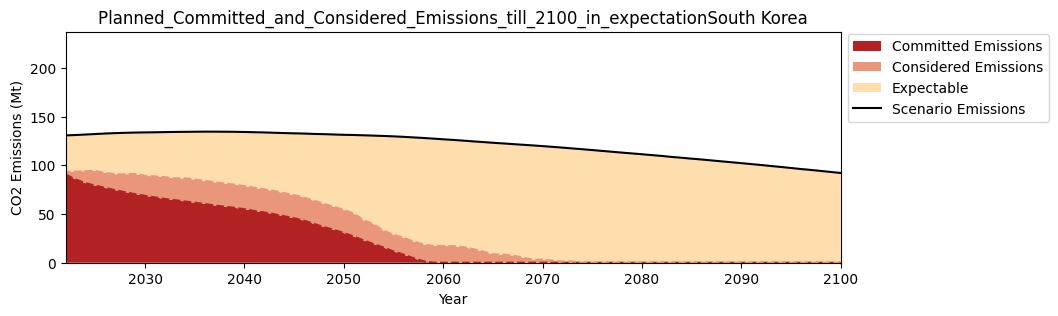 Planned_Committed_and_Considered_Emissions_till_2100_in_expectationSouth Korea
CO2 Emissions (Mt)
200
150
100
50
0
2030 2040 2050 2060 2070 2080 2090 2100
Year
Committed Emissions
Considered Emissions
Expectable
Scenario Emissions